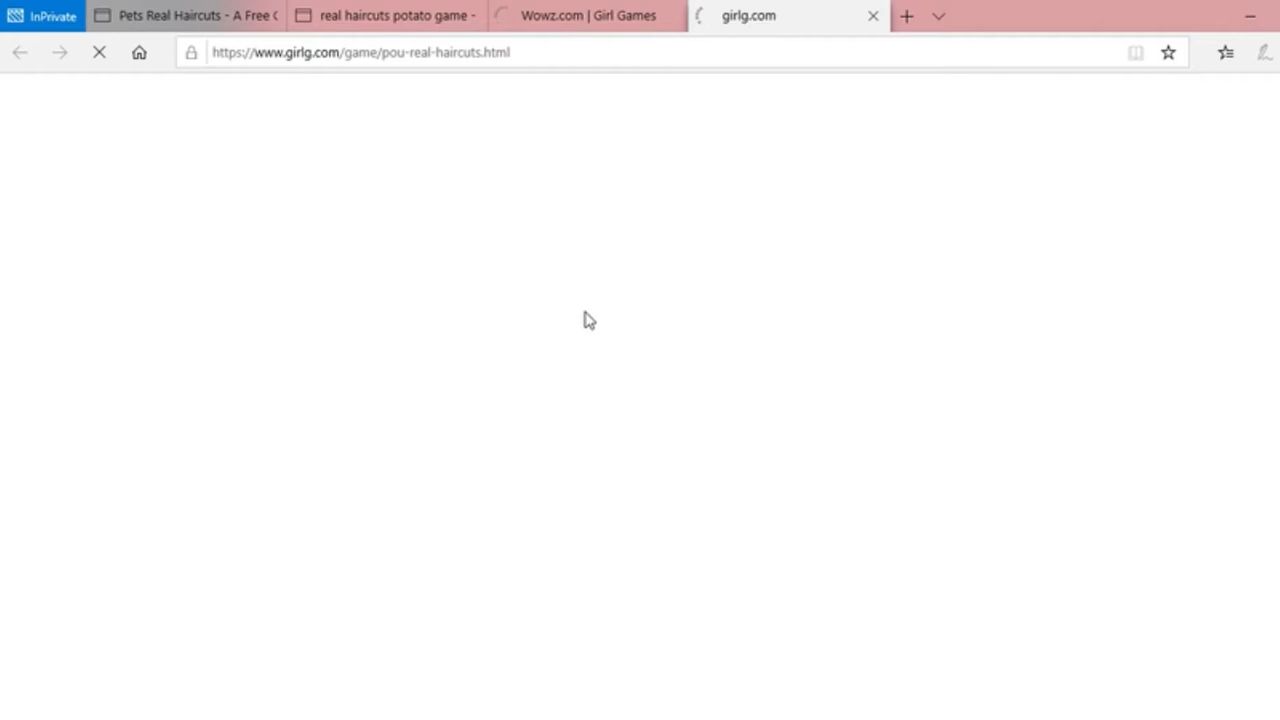 InPrivate
Pets Real Haircuts - A Free
real haircuts potato game -
Wowz.com | Girl Games
girlg.com
https://www.girlg.com/game/pou-real-haircuts.html